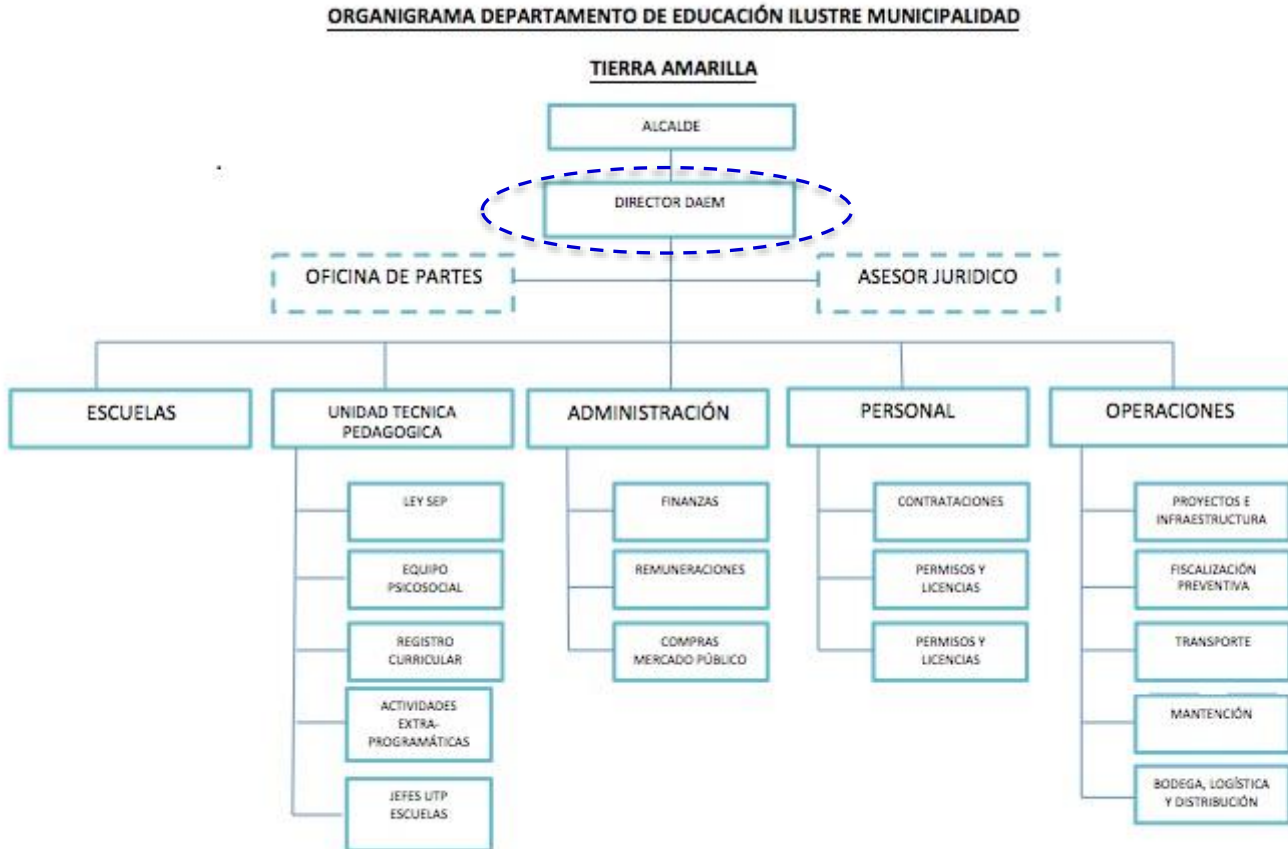 ORGANIGRAMA DEPARTAMENTO DE EDUCACIÓN ILUSTRE MUNICIPALIDAD
TIERRA AMARILLA
ALCALDE
DIRECTOR DAEM
OFICINA DE PARTES
ASESOR JURIDICO
ESCUELAS
UNIDAD TECNICA
PEDAGOGICA
ADMINISTRACIÓN
PERSONAL
OPERACIONES
LEY SEP
EQUIPO
PSICOSOCIAL
REGISTRO
CURRICULAR
ACTIVIDADES
EXTRA-
PROGRAMÁTICAS
JEFES UTP
ESCUELAS
FINANZAS
REMUNERACIONES
COMPRAS
MERCADO PÚBLICO
CONTRATACIONES
PERMISOS Y
LICENCIAS
PERMISOS Y
LICENCIAS
PROYECTOS E
INFRAESTRUCTURA
FISCALIZACIÓN
PREVENTIVA
TRANSPORTE
MANTENCIÓN
BODEGA, LOGÍSTICA
Y DISTRIBUCIÓN